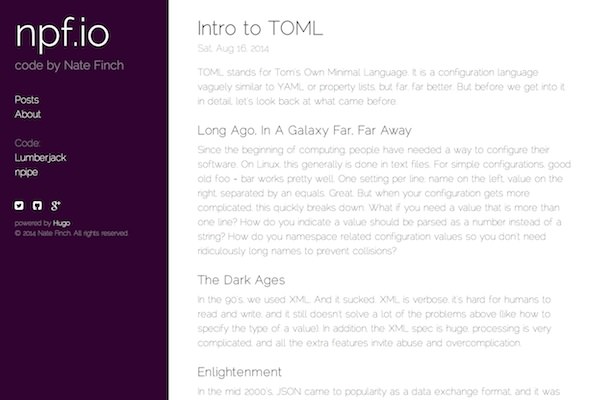 npf.io
code by Nate Finch
Posts
About
Code:
Lumberjack
npipe
powered by Hugo
© 2014 Nate Finch. All rights reserved.
Intro to TOML
Sat, Aug 16, 2014
TOML stands for Tom's Own Minimal Language. It is a configuration language
vaguely similar to YAML or property lists, but far far better. But before we get into it
in detail, let's look back at what came before.
Long Ago, In A Galaxy Far, Far Away
Since the beginning of computing, people have needed a way to configure their
software. On Linux, this generally is done in text files. For simple configurations, good
old foo = bar works pretty well. One setting per line, name on the left, value on the
right, separated by an equals. Great. But when your configuration gets more
complicated, this quickly breaks down. What if you need a value that is more than
one line? How do you indicate a value should be parsed as a number instead of a
string? How do you namespace related configuration values so you don't need
ridiculously long names to prevent collisions?
The Dark Ages
In the 90's, we used XML. And it sucked. XML is verbose, it's hard for humans to
read and write, and it still doesn't solve a lot of the problems above (like how to
specify the type of a value). In addition, the XML spec is huge, processing is very
complicated, and all the extra features invite abuse and overcomplication.
Enlightenment
In the mid 2000's, JSON came to popularity as a data exchange format, and it was